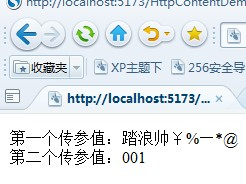 http://localhost:5173/HttpContentDem
收藏夹
XP主题下
256安全导
http://localhost:5173/...
第一个传参值：踏浪帅￥%一*@
第二个传参值：001